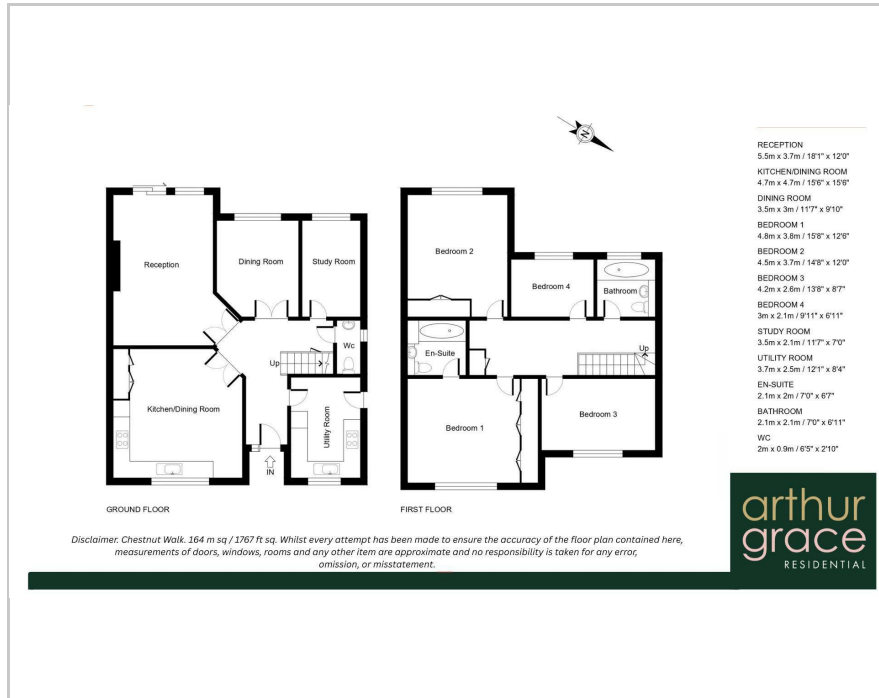 N
Reception
Dining Room
Study Room
Wc
Up
Kitchen/Dining Room
Utility Room
IN
GROUND FLOOR
Bedroom 2
Bedroom 4
Bathroom
En-Suite
Up
Bedroom 1
Bedroom 3
FIRST FLOOR
RECEPTION
5.5m x 3.7m / 18'1" x 12'0"
KITCHEN/DINING ROOM
4.7m x 4.7m / 15'6" x 15'6"
DINING ROOM
3.5m x 3m / 11'7" x 9'10"
BEDROOM 1
4.8m x 3.8m / 15'8" x 12'6"
BEDROOM 2
4.5m x 3.7m / 14'8" x 12'0"
BEDROOM 3
4.2m x 2.6m / 13'8" x 8'7"
BEDROOM 4
3m x 2.1m / 9'11" x 6'11"
STUDY ROOM
3.5m x 2.1m / 11'7" x 7'0"
UTILITY ROOM
3.7m x 2.5m / 12'1" x 8'4"
EN-SUITE
2.1m x 2m / 7'0" x 6'7"
BATHROOM
2.1m x 2.1m / 7'0" x 6'11"
WC
2m x 0.9m / 6'5" x 2'10"
Disclaimer. Chestnut Walk. 164 m sq / 1767 ft sq. Whilst every attempt has been made to ensure the accuracy of the floor plan contained here,
measurements of doors, windows, rooms and any other item are approximate and no responsibility is taken for any error,
omission, or misstatement.
arthur
grace
RESIDENTIAL